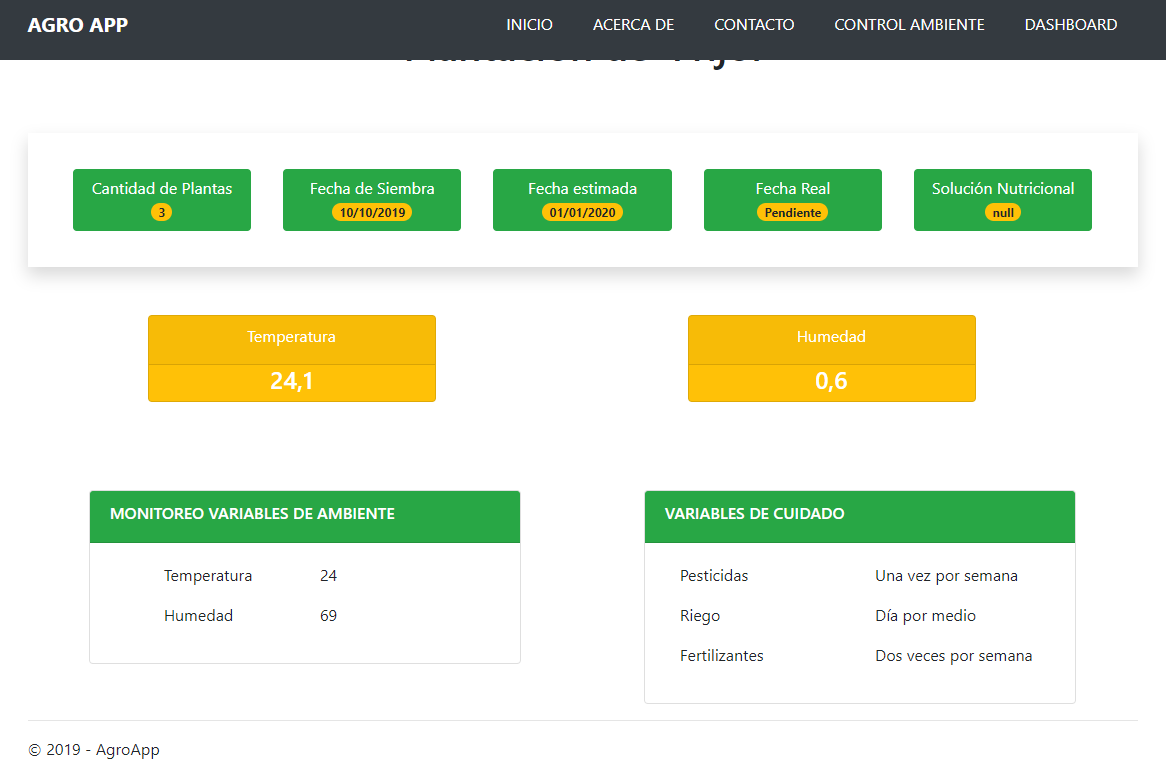 AGRO APP INICIO ACERCA DE CONTACTO CONTROL AMBIENTE DASHBOARD
Cantidad de Plantas
3
Fecha de Siembra
10/10/2019
Fecha estimada
01/01/2020
Fecha Real
Pendiente
Solución Nutricional
null
Temperatura
24,1
Humedad
0,6
MONITOREO VARIABLES DE AMBIENTE
Temperatura 24
Humedad 69
VARIABLES DE CUIDADO
Pesticidas Una vez por semana
Riego Día por medio
Fertilizantes Dos veces por semana
© 2019 - AgroApp